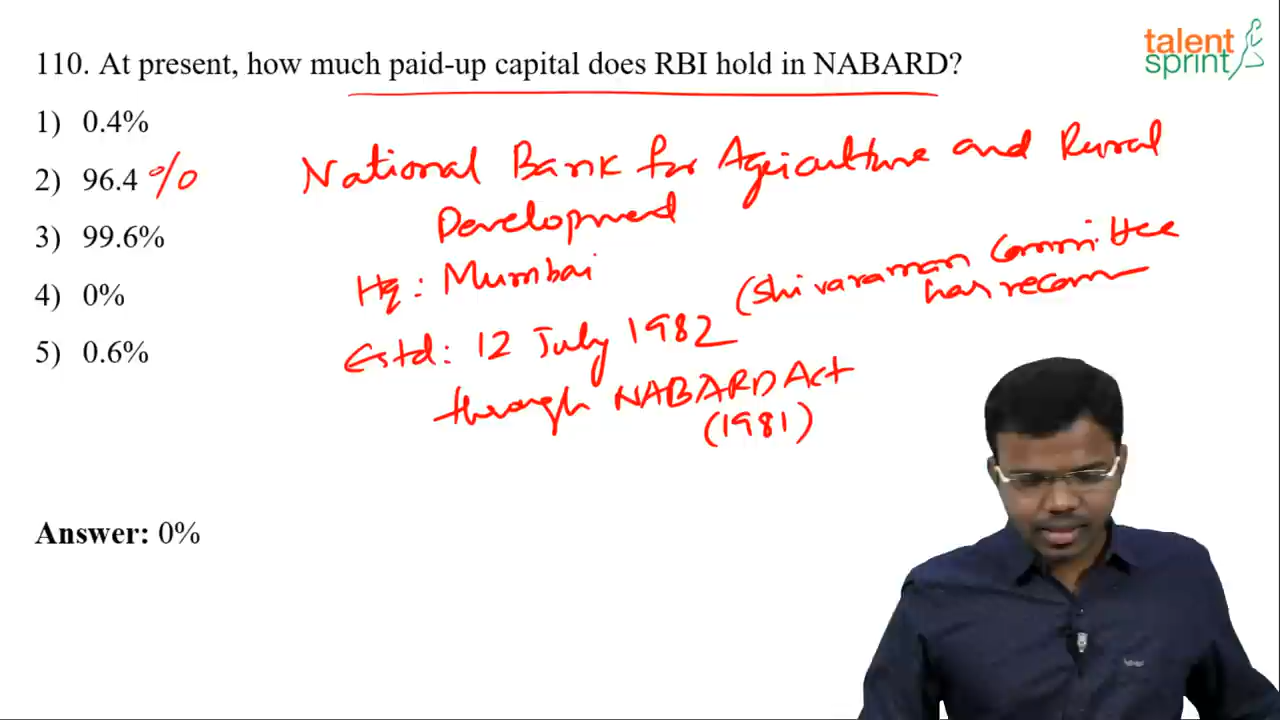 talent
sprint
110. At present, how much paid-up capital does RBI hold in NABARD?
1) 0.4%
2) 96.4 %
3) 99.6%
4) 0%
5) 0.6%
National Bank for Agriculture and Rural
Development
Hq: Mumbai
(Shivaraman Committee
has recom
Estd: 12 July 1982
through NABARD Act
(1981)
Answer: 0%